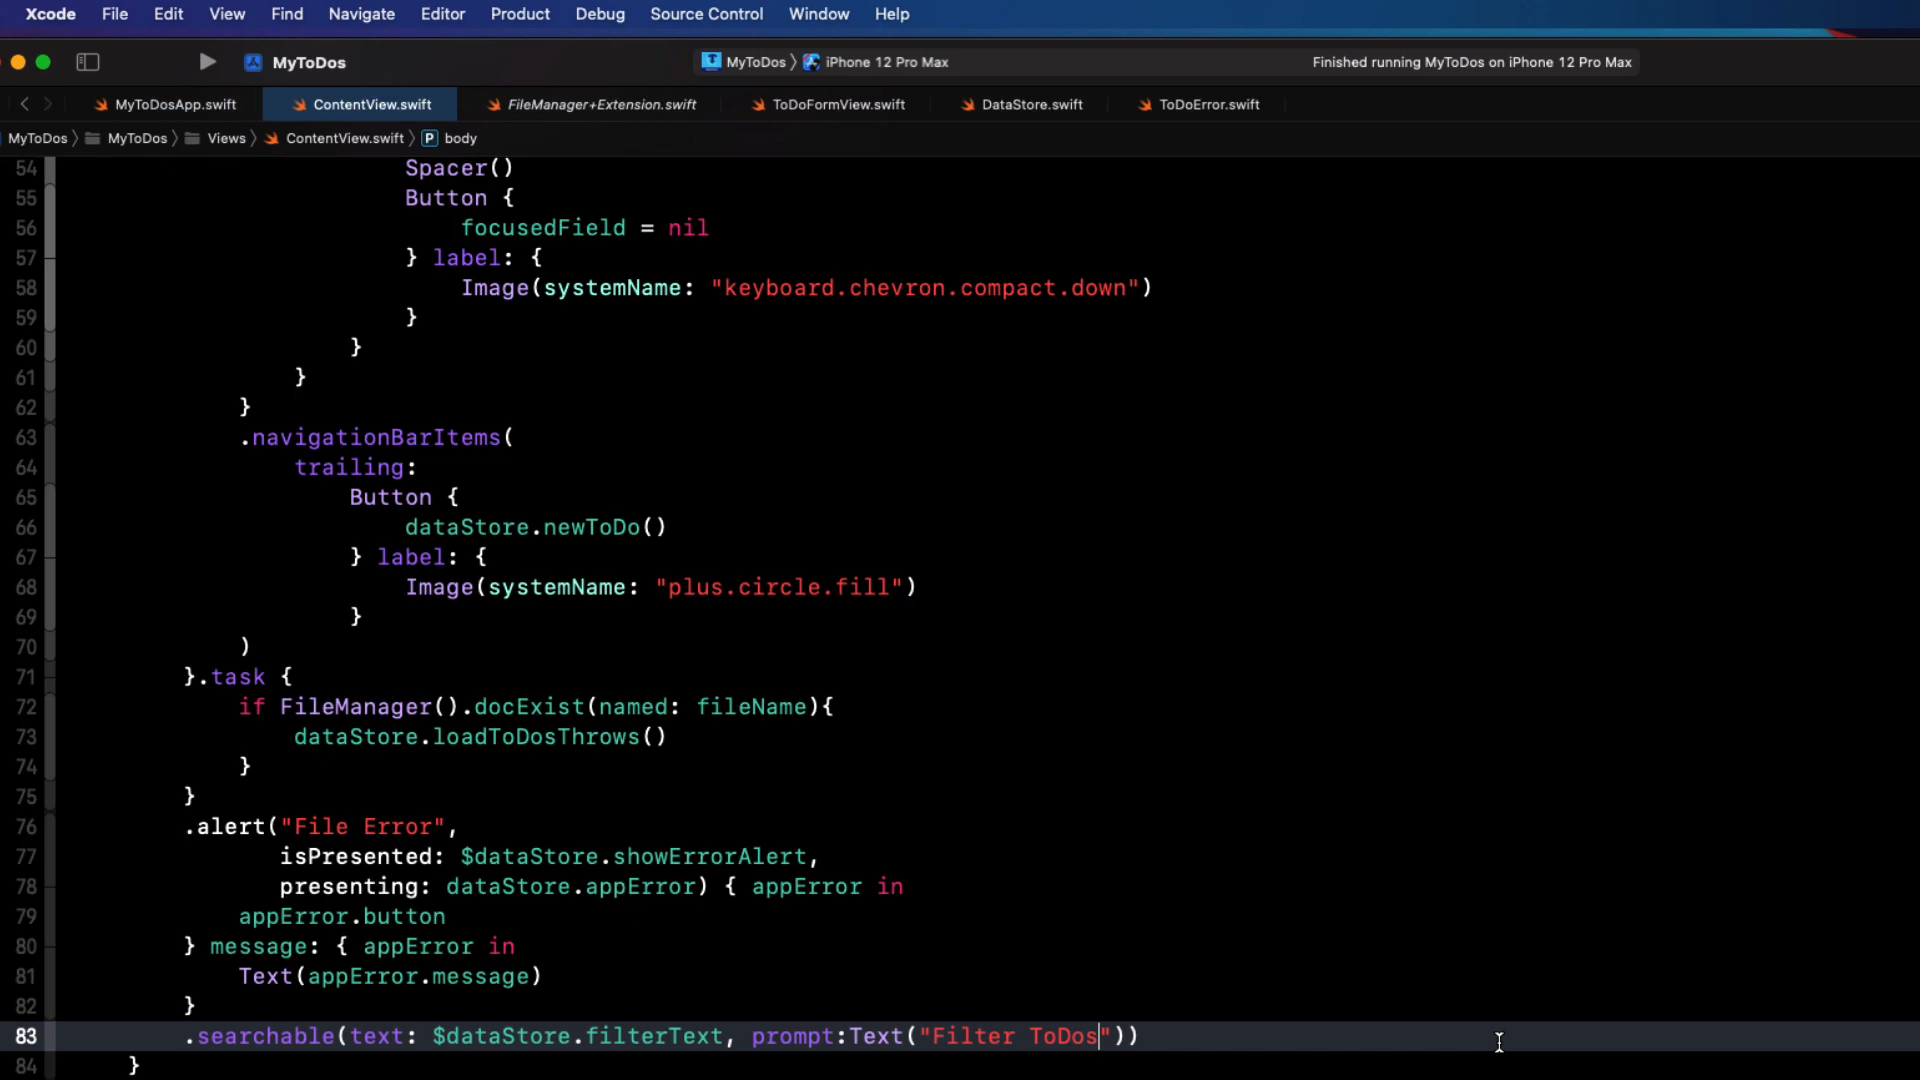 Xcode File Edit View Find Navigate Editor Product Debug Source Control Window Help
MyToDos MyToDos 〉 iPhone 12 Pro Max Finished running MyToDos on iPhone 12 Pro Max
MyToDosApp.swift ContentView.swift FileManager+Extension.swift ToDoFormView.swift DataStore.swift ToDoError.swift
MyToDos 〉 MyToDos 〉 Views 〉 ContentView.swift 〉 P body
54 Spacer()
55 Button {
56 focusedField = nil
57 } label: {
58 Image(systemName: "keyboard.chevron.compact.down")
59 }
60 }
61 }
62 }
63 .navigationBarItems(
64 trailing:
65 Button {
66 dataStore.newToDo()
67 } label: {
68 Image(systemName: "plus.circle.fill")
69 }
70 )
71 }.task {
72 if FileManager().docExist(named: fileName){
73 dataStore.loadToDosThrows()
74 }
75 }
76 .alert("File Error",
77 isPresented: $dataStore.showErrorAlert,
78 presenting: dataStore.appError) { appError in
79 appError.button
80 } message: { appError in
81 Text(appError.message)
82 }
83 .searchable(text: $dataStore.filterText, prompt:Text("Filter ToDos"))
84 }